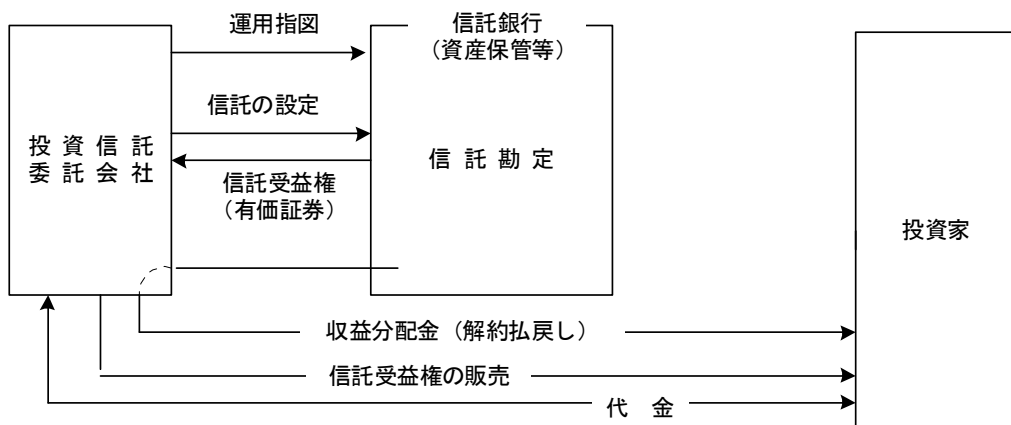 運用指図
信託銀行
（資産保管等）
信託の設定
投資信託
委託会社
信託勘定
信託受益権
（有価証券）
投資家
収益分配金（解約払戻し）
信託受益権の販売
代　金